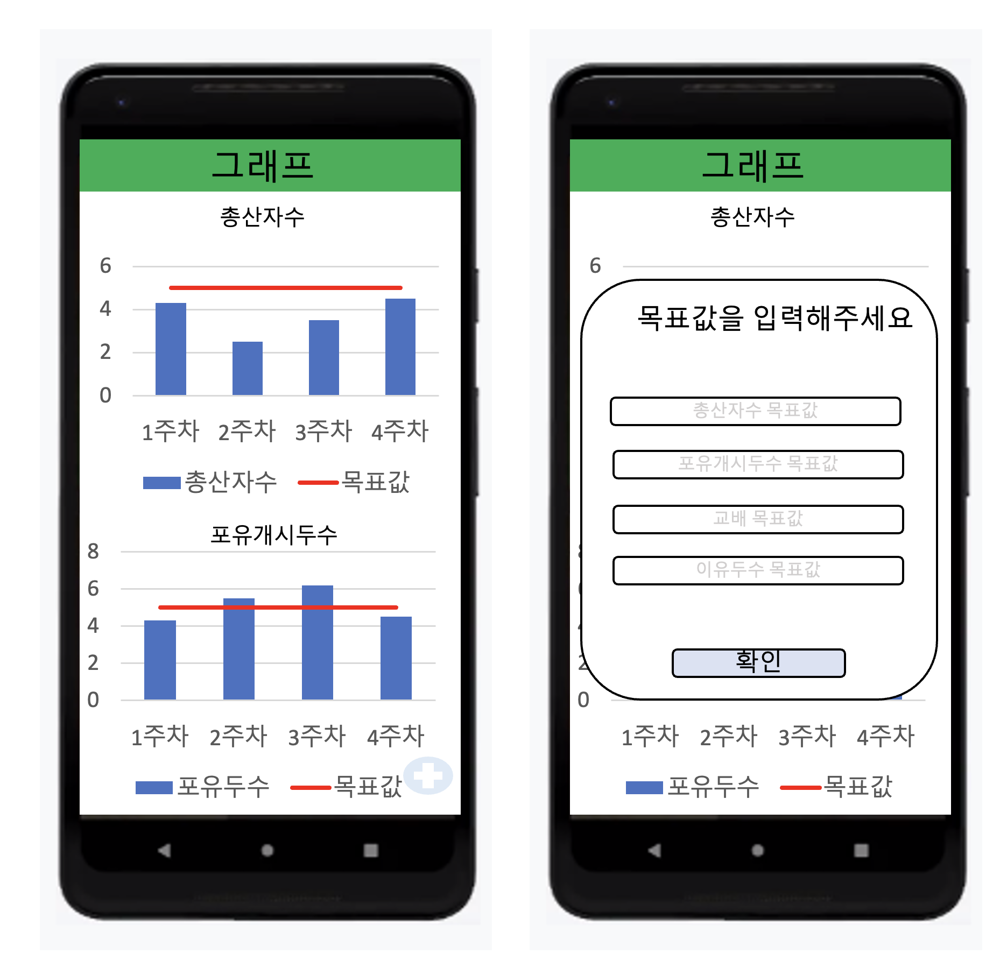 그래프
총산자수
6
4
2
0
1주차 2주차 3주차 4주차
총산자수 목표값
포유개시두수
8
6
4
2
0
1주차 2주차 3주차 4주차
포유두수 목표값
그래프
총산자수
6
목표값을 입력해주세요
총산자수 목표값
포유개시두수 목표값
교배 목표값
이유두수 목표값
확인
2
0
1주차 2주차 3주차 4주차
포유두수 목표값